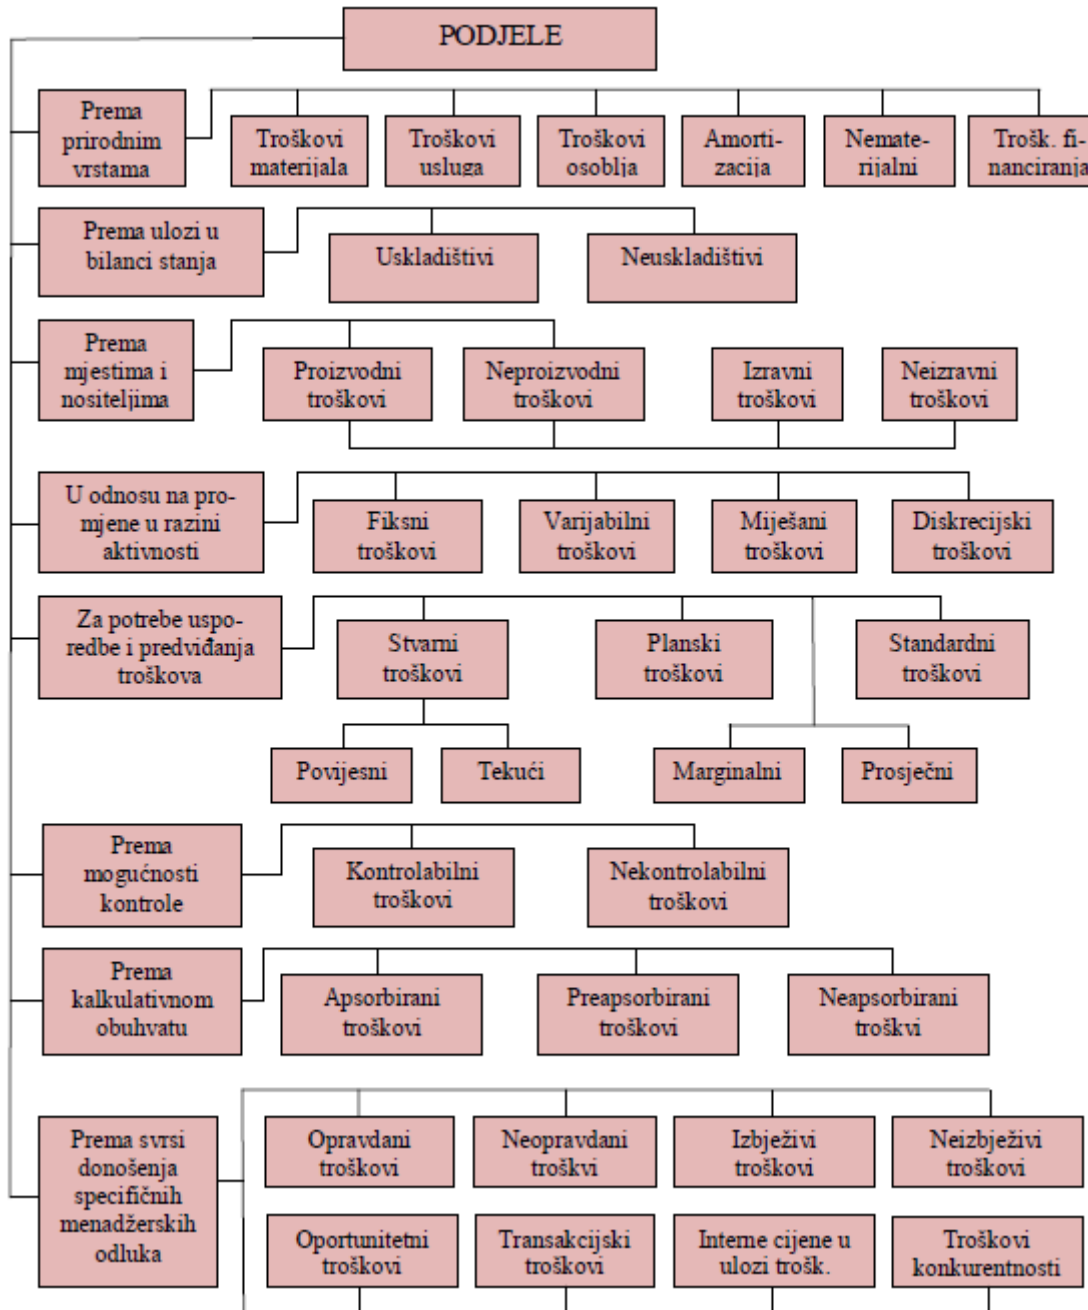 PODJELE
Prema
prirodnim
vrstama
Troškovi
materijala
Troškovi
usluga
Troškovi
osoblja
Amorti-
zacija
Nemate-
rijalni
Trošk. fi-
nanciranja
Prema ulozi u
bilanci stanja
Uskladištivi
Neuskladištivi
Prema
mjestima i
nositeljima
Proizvodni
troškovi
Neproizvodni
troškovi
Izravni
troškovi
Neizravni
troškovi
U odnosu na pro-
mjene u razini
aktivnosti
Fiksni
troškovi
Varijabilni
troškovi
Miješani
troškovi
Diskrecijski
troškovi
Za potrebe uspo-
redbe i predviđanja
troškova
Stvarni
troškovi
Planski
troškovi
Standardni
troškovi
Povijesni
Tekući
Marginalni
Prosječni
Prema
mogućnosti
kontrole
Kontrolabilni
troškovi
Nekontrolabilni
troškovi
Prema
kalkulativnom
obuhvatu
Apsorbirani
troškovi
Preapsorbirani
troškovi
Neapsorbirani
troškvi
Prema svrsi
donošenja
specifičnih
menadžerskih
odluka
Opravdani
troškovi
Neopravdani
troškvi
Izbježivi
troškovi
Neizbježivi
troškovi
Oportunitetni
troškovi
Transakcijski
troškovi
Interne cijene u
ulozi trošk.
Troškovi
konkurentnosti